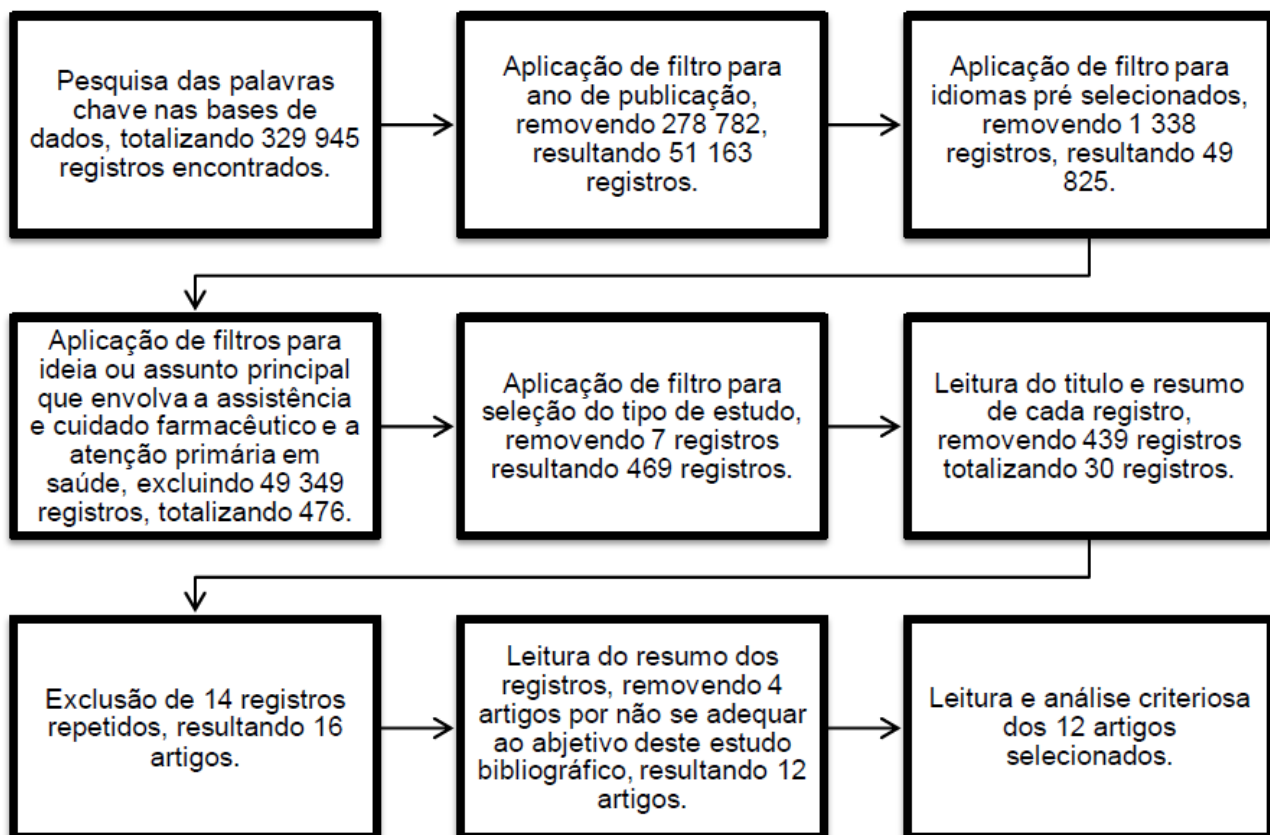 Pesquisa das palavras
chave nas bases de
dados, totalizando 329 945
registros encontrados.
Aplicação de filtro para
ano de publicação,
removendo 278 782,
resultando 51 163
registros.
Aplicação de filtro para
idiomas pré selecionados,
removendo 1 338
registros, resultando 49
825.
Aplicação de filtros para
ideia ou assunto principal
que envolva a assistência
e cuidado farmacêutico e a
atenção primária em
saúde, excluindo 49 349
registros, totalizando 476.
Aplicação de filtro para
seleção do tipo de estudo,
removendo 7 registros
resultando 469 registros.
Leitura do titulo e resumo
de cada registro,
removendo 439 registros
totalizando 30 registros.
Exclusão de 14 registros
repetidos, resultando 16
artigos.
Leitura do resumo dos
registros, removendo 4
artigos por não se adequar
ao abjetivo deste estudo
bibliográfico, resultando 12
artigos.
Leitura e análise criteriosa
dos 12 artigos
selecionados.